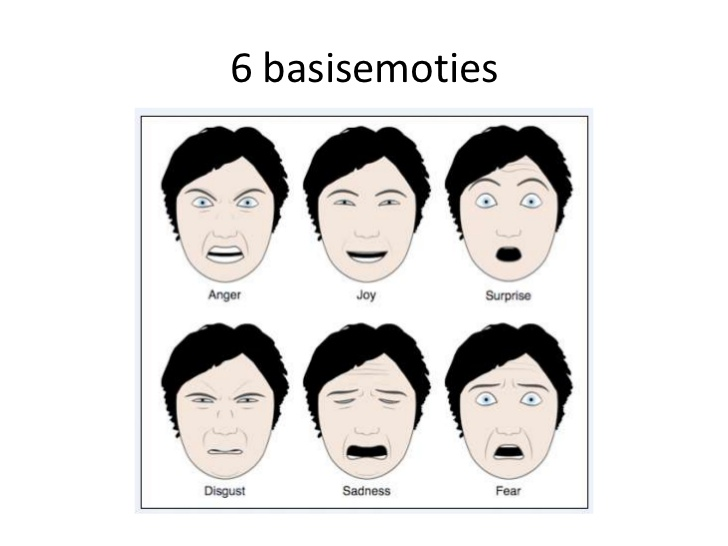 6 basisemoties
Anger Joy Surprise
Disgust Sadness Fear